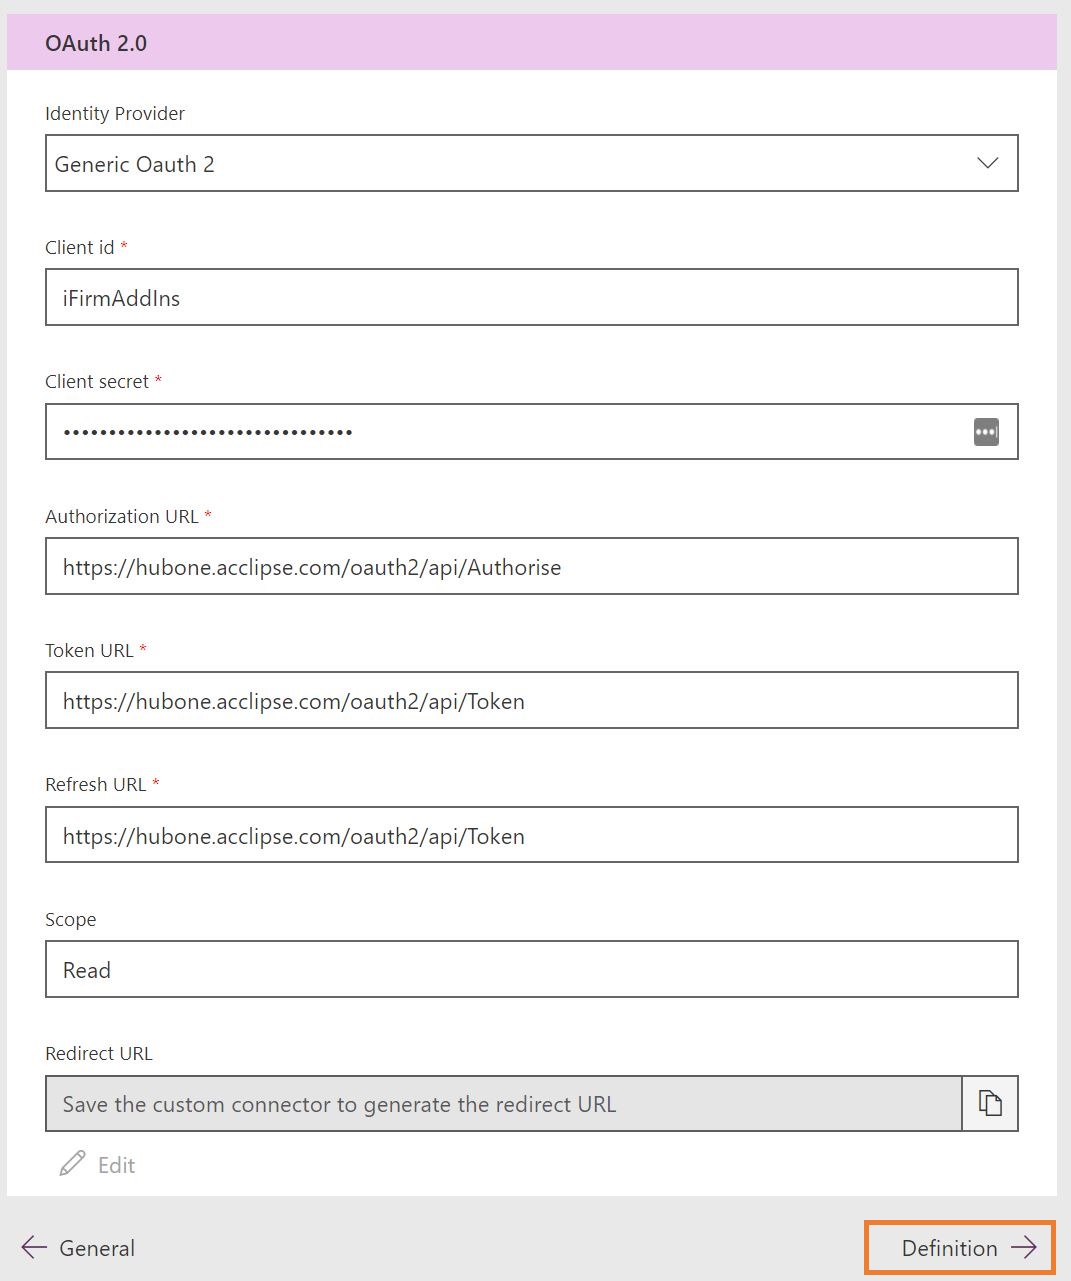 OAuth 2.0
Identity Provider
Generic Oauth 2
Client id *
iFirmAddIns
Client secret *
••••••••••••••••••••••••••••••••
Authorization URL *
https://hubone.acclipse.com/oauth2/api/Authorise
Token URL *
https://hubone.acclipse.com/oauth2/api/Token
Refresh URL *
https://hubone.acclipse.com/oauth2/api/Token
Scope
Read
Redirect URL
Save the custom connector to generate the redirect URL
Edit
General
Definition